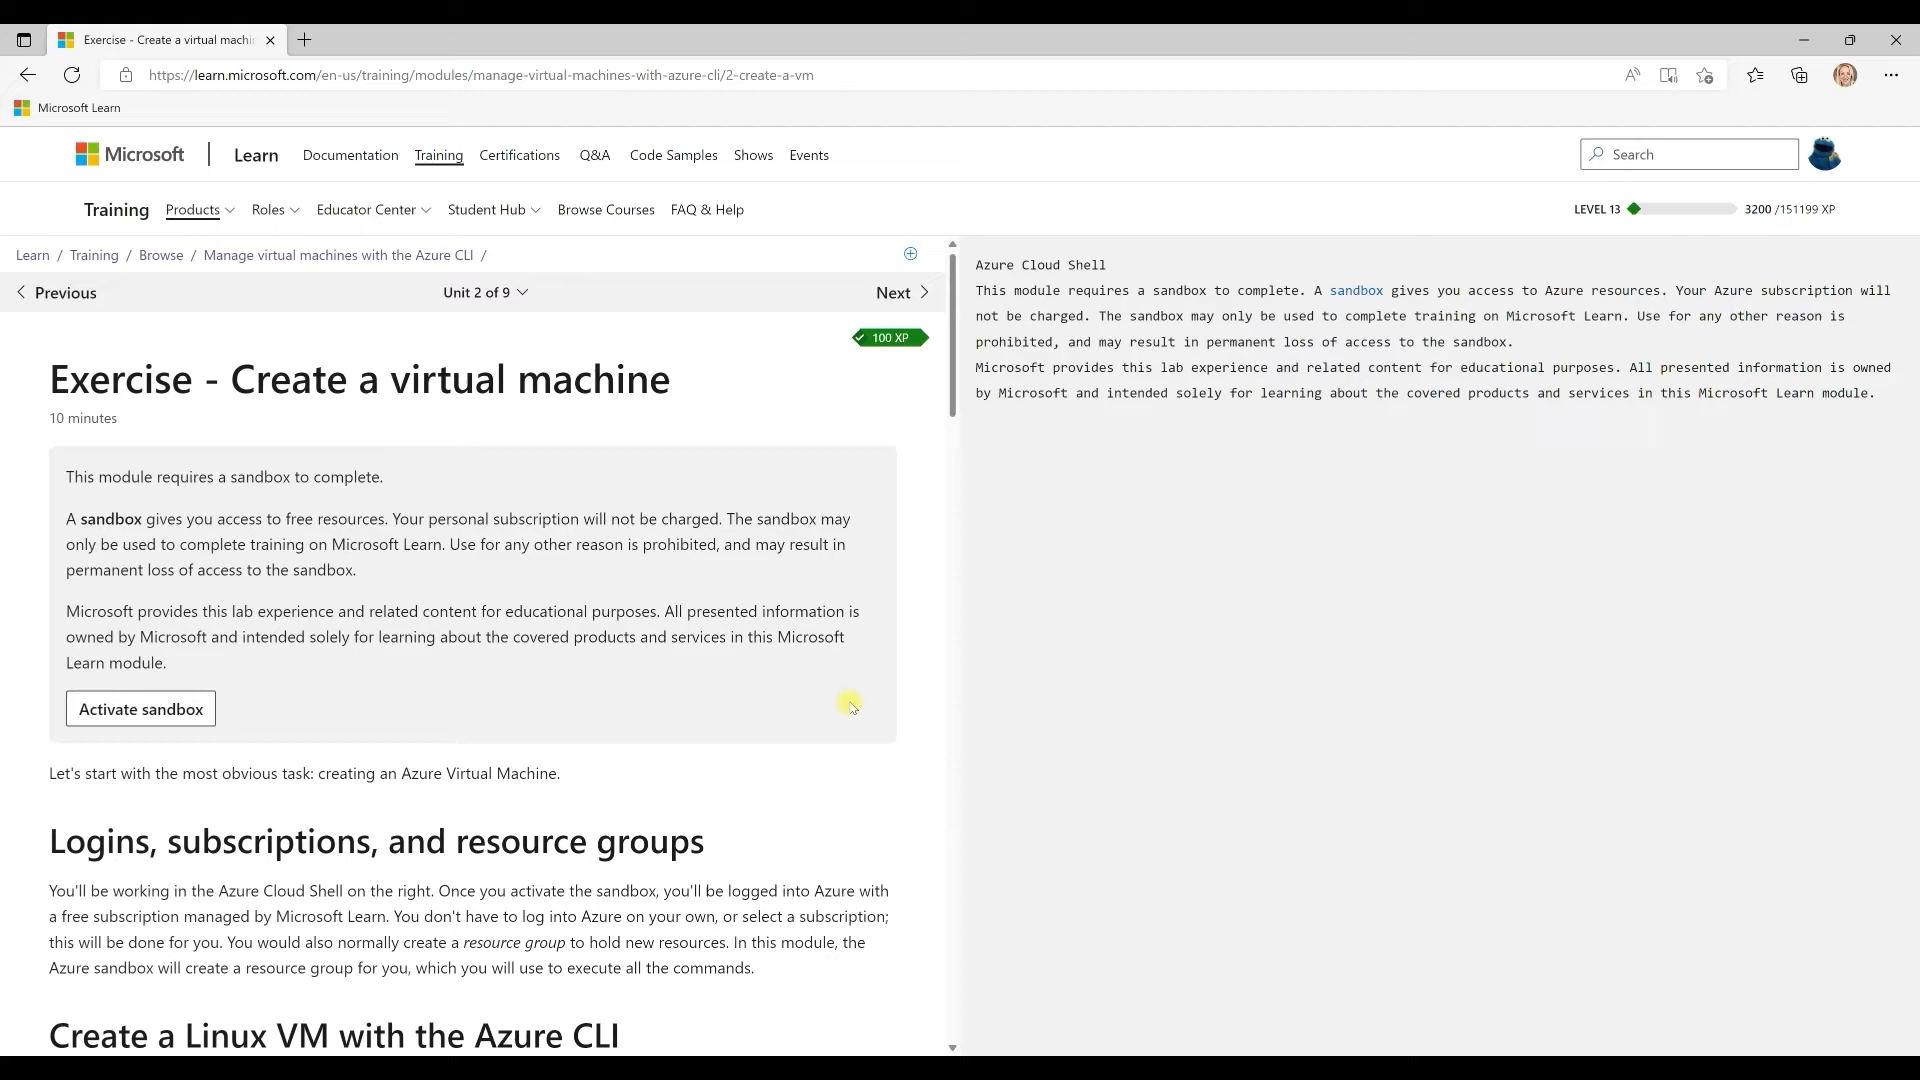 Exercise - Create a virtual machin
https://learn.microsoft.com/en-us/training/modules/manage-virtual-machines-with-azure-cli/2-create-a-vm
Microsoft Learn
Microsoft
Learn
Documentation
Training
Certifications
Q&A
Code Samples
Shows
Events
Search
Training
Products
Roles
Educator Center
Student Hub
Browse Courses
FAQ & Help
LEVEL 13
3200 /151199 XP
Learn / Training / Browse / Manage virtual machines with the Azure CLI /
Previous
Unit 2 of 9
Next
100 XP
Exercise - Create a virtual machine
10 minutes
This module requires a sandbox to complete.
A sandbox gives you access to free resources. Your personal subscription will not be charged. The sandbox may
only be used to complete training on Microsoft Learn. Use for any other reason is prohibited, and may result in
permanent loss of access to the sandbox.
Microsoft provides this lab experience and related content for educational purposes. All presented information is
owned by Microsoft and intended solely for learning about the covered products and services in this Microsoft
Learn module.
Activate sandbox
Let's start with the most obvious task: creating an Azure Virtual Machine.
Logins, subscriptions, and resource groups
You'll be working in the Azure Cloud Shell on the right. Once you activate the sandbox, you'll be logged into Azure with
a free subscription managed by Microsoft Learn. You don't have to log into Azure on your own, or select a subscription;
this will be done for you. You would also normally create a resource group to hold new resources. In this module, the
Azure sandbox will create a resource group for you, which you will use to execute all the commands.
Create a Linux VM with the Azure CLI
Azure Cloud Shell
This module requires a sandbox to complete. A sandbox gives you access to Azure resources. Your Azure subscription will
not be charged. The sandbox may only be used to complete training on Microsoft Learn. Use for any other reason is
prohibited, and may result in permanent loss of access to the sandbox.
Microsoft provides this lab experience and related content for educational purposes. All presented information is owned
by Microsoft and intended solely for learning about the covered products and services in this Microsoft Learn module.